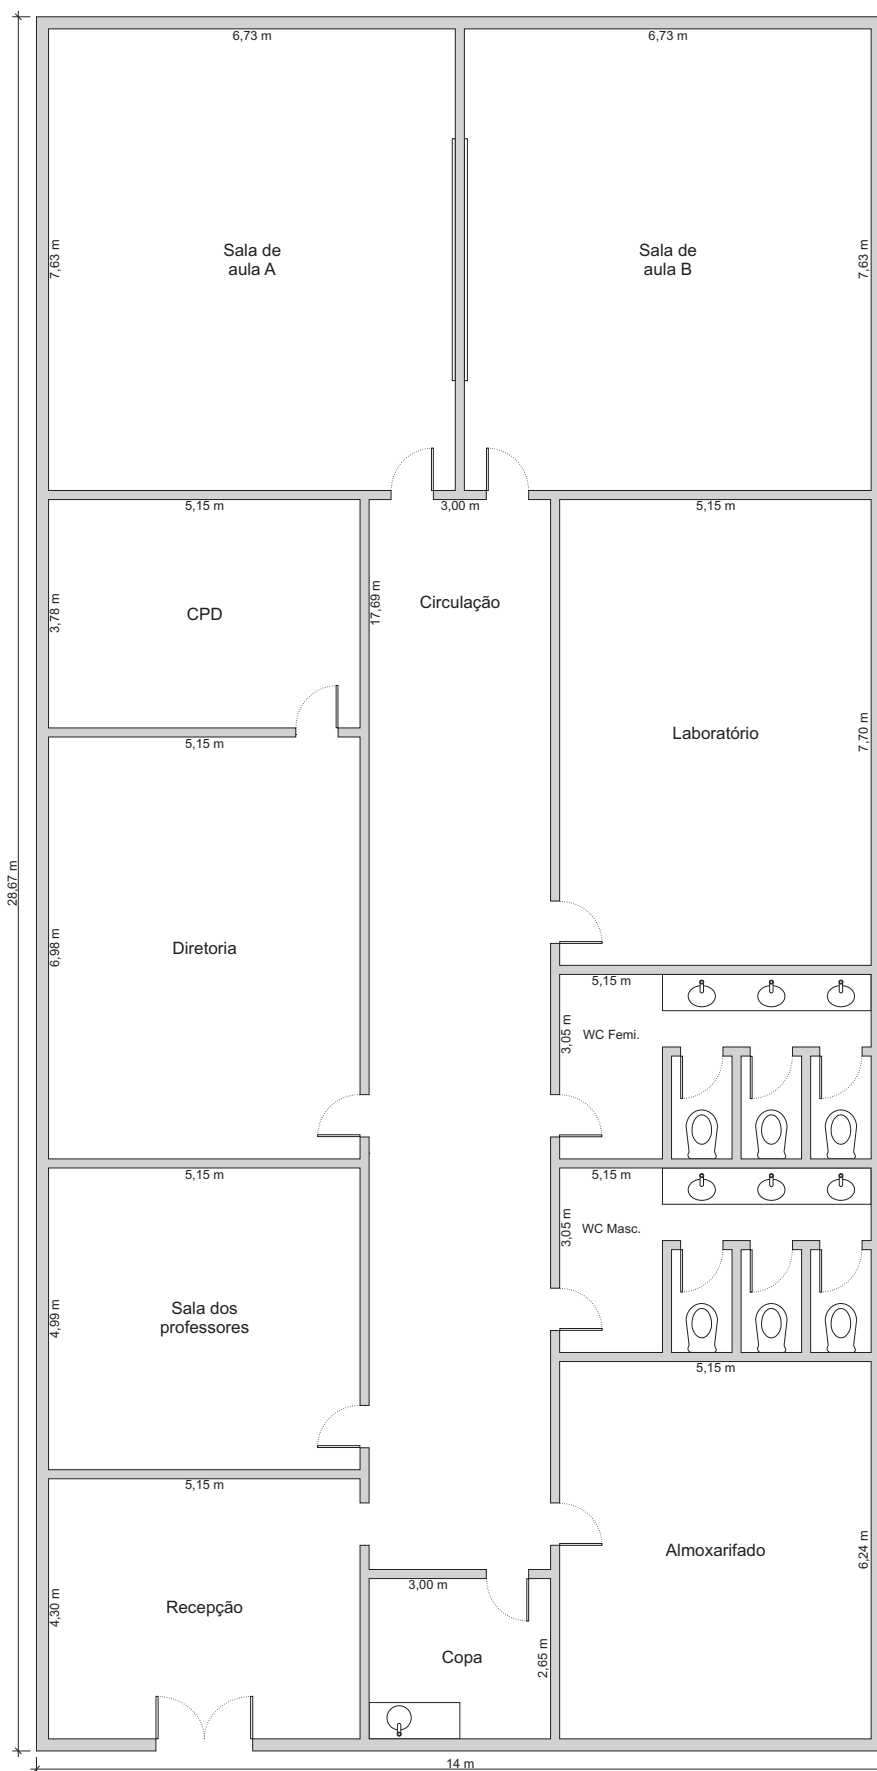 6,73 m
6,73 m
7,63 m
Sala de
aula A
Sala de
aula B
7,63 m
5,15 m
3,00 m
5,15 m
3,78 m
CPD
17,69 m
Circulação
5,15 m
Laboratório
7,70 m
28,67 m
6,98 m
Diretoria
5,15 m
3,05 m
WC Femi.
5,15 m
5,15 m
3,05 m
WC Masc.
4,99 m
Sala dos
professores
5,15 m
5,15 m
Almoxarifado
6,24 m
3,00 m
4,30 m
Recepção
Copa
2,65 m
14 m